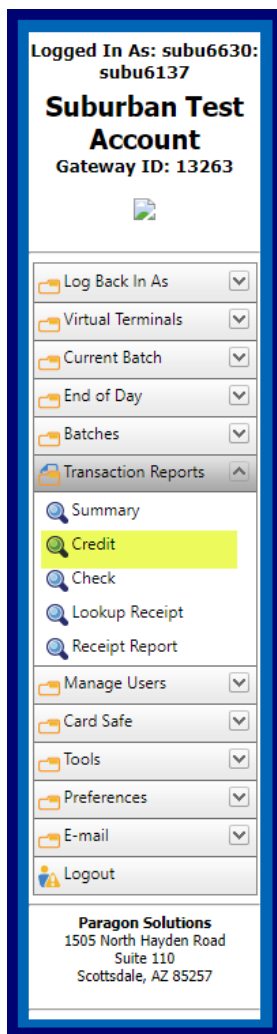 Logged In As: subu6630:
subu6137
Suburban Test
Account
Gateway ID: 13263
Log Back In As
Virtual Terminals
Current Batch
End of Day
Batches
Transaction Reports
Summary
Credit
Check
Lookup Receipt
Receipt Report
Manage Users
Card Safe
Tools
Preferences
E-mail
Logout
Paragon Solutions
1505 North Hayden Road
Suite 110
Scottsdale, AZ 85257